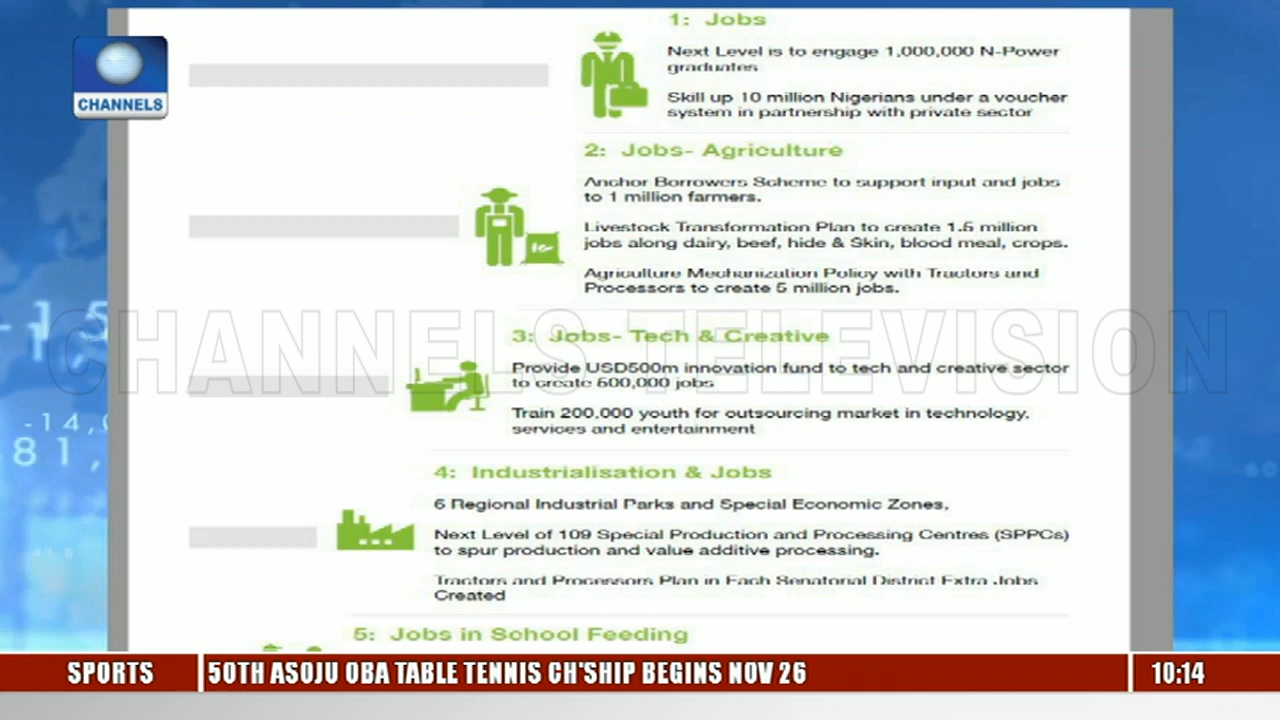 CHANNELS
1: Jobs
Next Level is to engage 1,000,000 N-Power
graduates
Skill up 10 million Nigerians under a voucher
system in partnership with private sector
2: Jobs- Agriculture
Anchor Borrowers Scheme to support input and jobs
to 1 million farmers.
Livestock Transformation Plan to create 1.5 million
jobs along dairy, beef, hide & Skin, blood meal, crops.
Agriculture Mechanization Policy with Tractors and
Processors to create 5 million jobs.
CHANNELS TELEVISION
3: Jobs- Tech & Creative
Provide USD500m innovation fund to tech and creative sector
to create 500,000 jobs
Train 200,000 youth for outsourcing market in technology,
services and entertainment
4: Industrialisation & Jobs
6 Regional Industrial Parks and Special Economic Zones,
Next Level of 109 Special Production and Processing Centres (SPPCs)
to spur production and value additive processing.
Tractors and Processors Plan in Each Senatorial District Extra Jobs
Created
5: Jobs in School Feeding
SPORTS
50TH ASOJU OBA TABLE TENNIS CH'SHIP BEGINS NOV 26
10:14